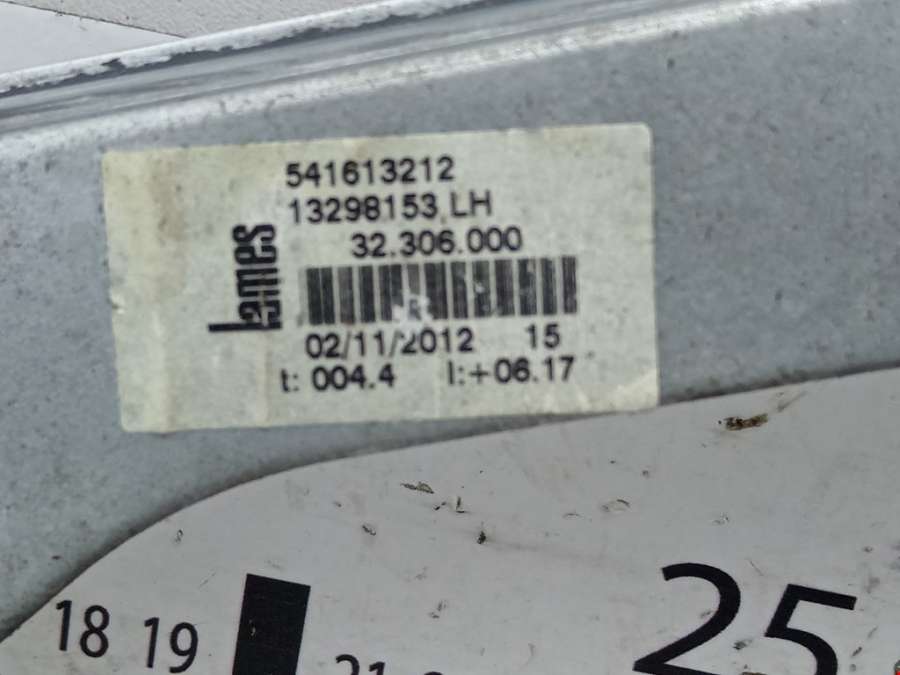 541613212
13298153 LH
32.306.000
Lames
02/11/2012 15
t: 004.4 I:+06.17
18 19
25